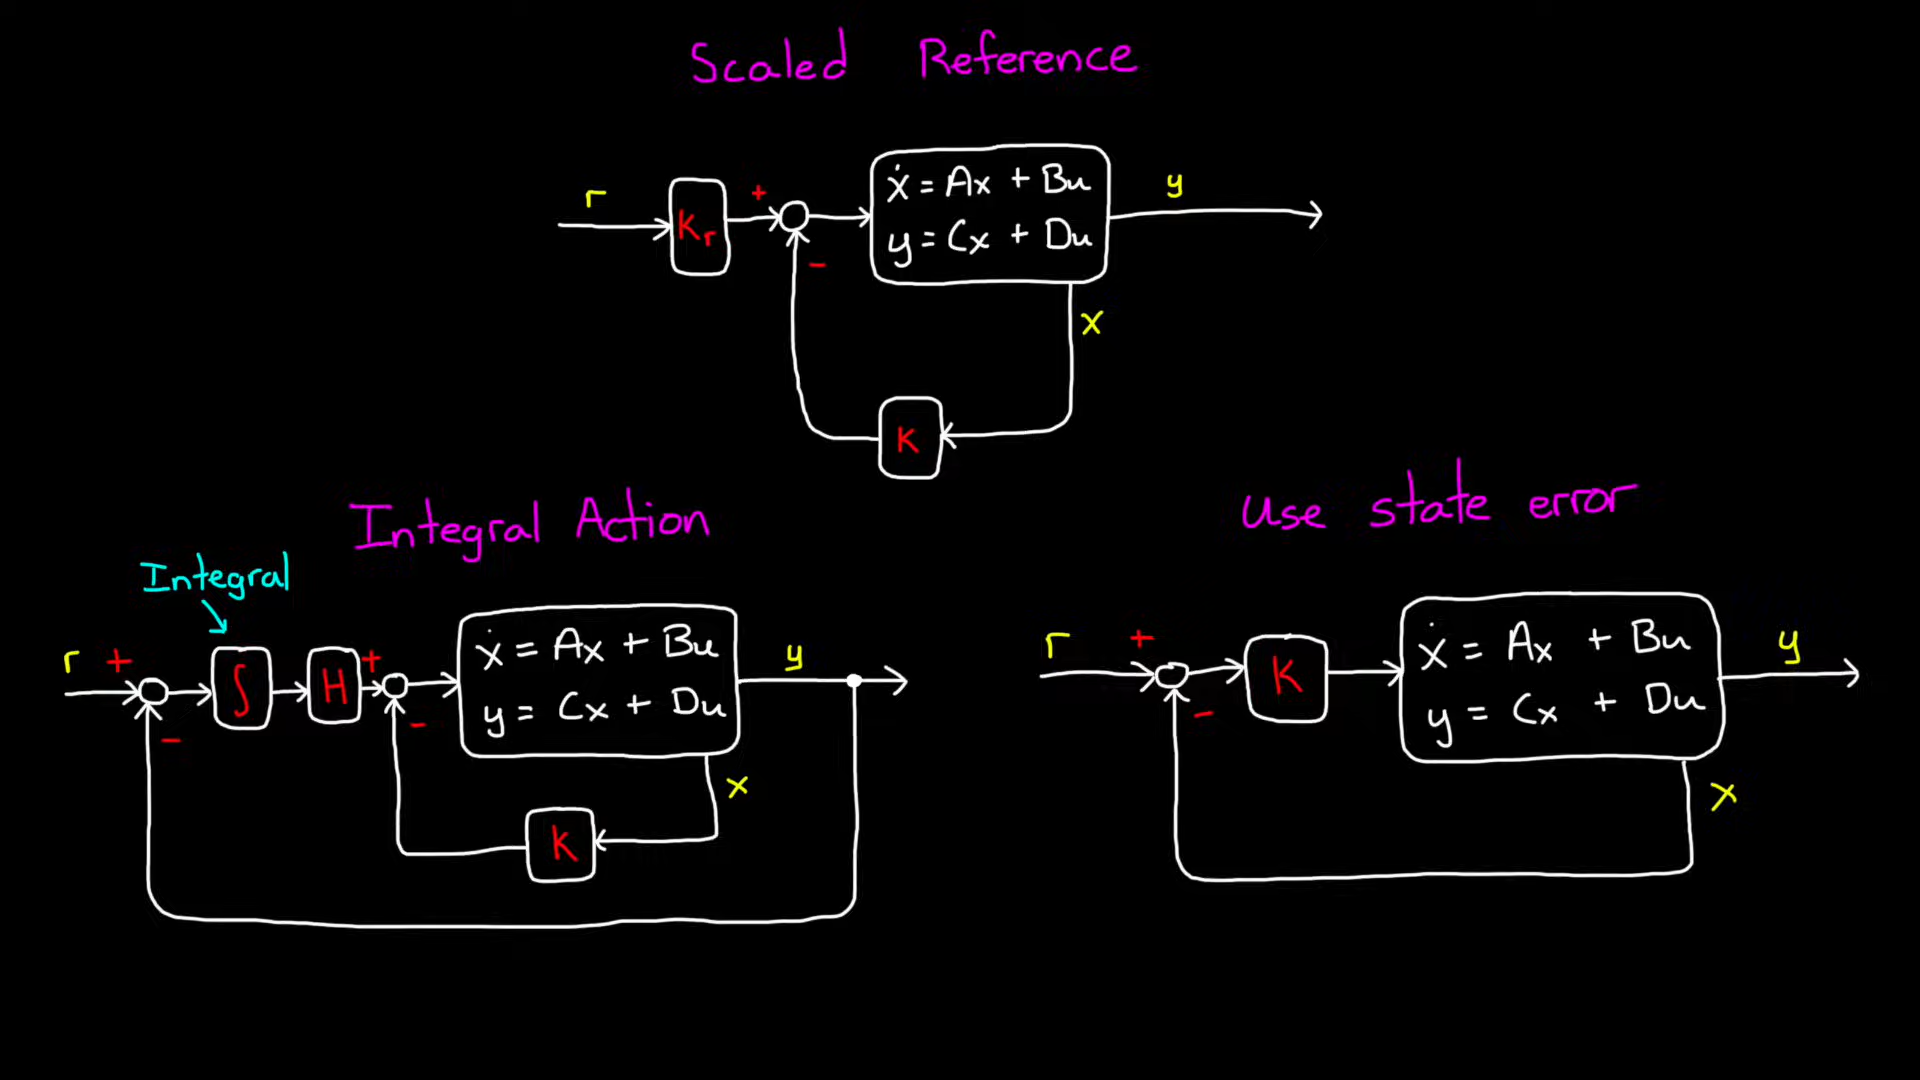 Scaled Reference
r
Kr
+
-
ẋ = Ax + Bu
y = Cx + Du
y
x
K
Integral Action
Integral
r
+
-
∫
H
+
-
ẋ = Ax + Bu
y = Cx + Du
y
x
K
Use state error
r
+
-
K
ẋ = Ax + Bu
y = Cx + Du
y
x